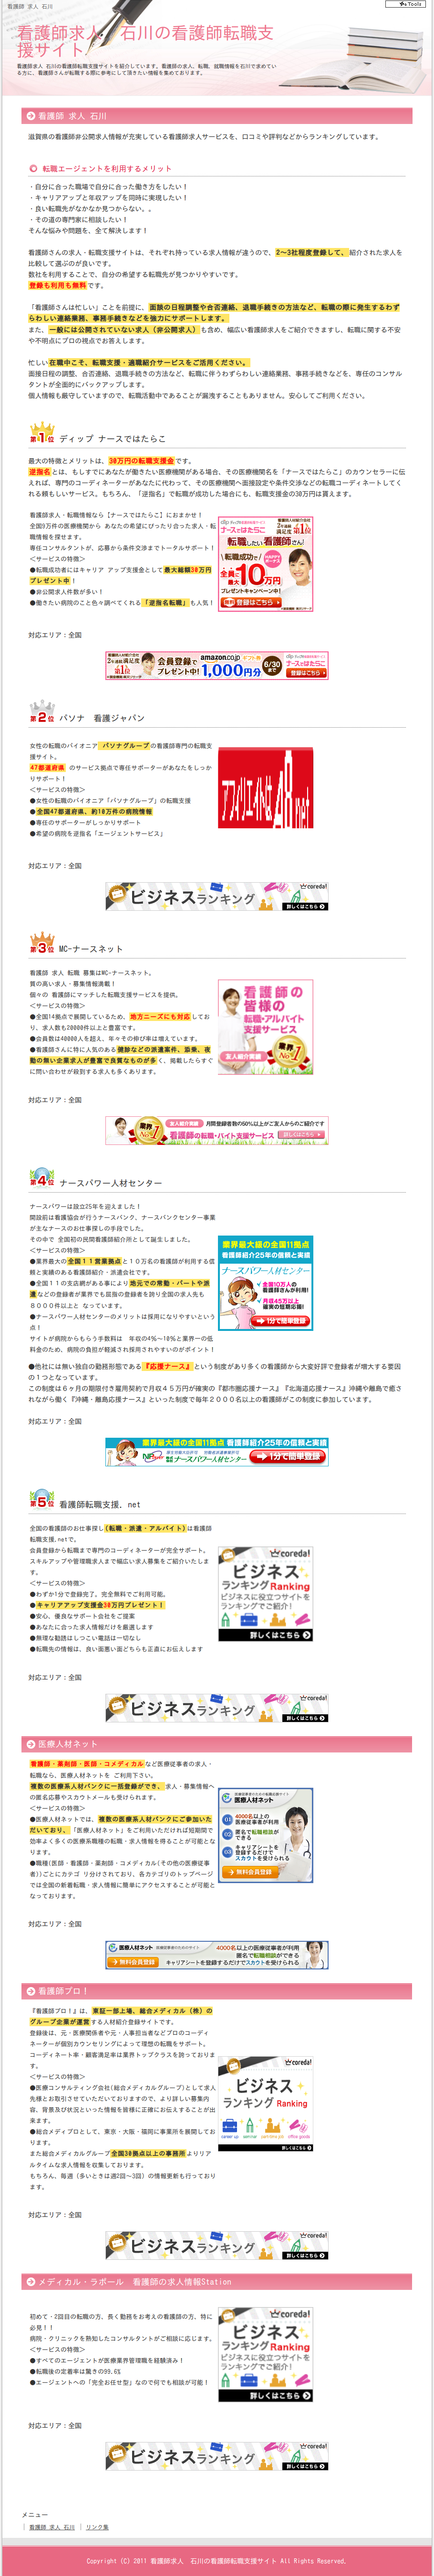 看護師 求人 石川
eTools
看護師求人　石川の看護師転職支
援サイト
看護師求人 石川の看護師転職支援サイトを紹介しています。看護師の求人、転職、就職情報を石川で求めてい
る方に、看護師さんが転職する際に参考にして頂きたい情報を集めております。
看護師 求人 石川
滋賀県の看護師非公開求人情報が充実している看護師求人サービスを、口コミや評判などからランキングしています。
転職エージェントを利用するメリット
・自分に合った職場で自分に合った働き方をしたい！
・キャリアアップと年収アップを同時に実現したい！
・良い転職先がなかなか見つからない。。
・その道の専門家に相談したい！
そんな悩みや問題を、全て解決します！
看護師さんの求人・転職支援サイトは、それぞれ持っている求人情報が違うので、2～3社程度登録して、紹介された求人を
比較して選ぶのが良いです。
数社を利用することで、自分の希望する転職先が見つかりやすいです。
登録も利用も無料です。
「看護師さんは忙しい」ことを前提に、面談の日程調整や合否連絡、退職手続きの方法など、転職の際に発生するわず
らわしい連絡業務、事務手続きなどを強力にサポートします。
また、一般には公開されていない求人（非公開求人）も含め、幅広い看護師求人をご紹介できますし、転職に関する不安
や不明点にプロの視点でお答えします。
忙しい在職中こそ、転職支援・適職紹介サービスをご活用ください。
面接日程の調整、合否連絡、退職手続きの方法など、転職に伴うわずらわしい連絡業務、事務手続きなどを、専任のコンサル
タントが全面的にバックアップします。
個人情報も厳守していますので、転職活動中であることが漏洩することもありません。安心してご利用ください。
第1位 ディップ ナースではたらこ
最大の特徴とメリットは、30万円の転職支援金です。
逆指名とは、もしすでにあなたが働きたい医療機関がある場合、その医療機関名を「ナースではたらこ」のカウンセラーに伝
えれば、専門のコーディネーターがあなたに代わって、その医療機関へ面接設定や条件交渉などの転職コーディネートしてく
れる頼もしいサービス。もちろん、「逆指名」で転職が成功した場合にも、転職支援金の30万円は貰えます。
看護師求人・転職情報なら【ナースではたらこ】におまかせ！
全国9万件の医療機関から あなたの希望にぴったり合った求人・転
職情報を探せます。
専任コンサルタントが、応募から条件交渉までトータルサポート！
＜サービスの特徴＞
●転職成功者にはキャリア アップ支援金として最大総額30万円
プレゼント中！
●非公開求人件数が多い！
●働きたい病院のこと色々調べてくれる「逆指名転職」も人気！
ナースではたらこ
転職したい看護師さん！
転職成功で
全員に最大10万円
プレゼントキャンペーン中!!
登録はこちら
対応エリア：全国
会員登録で
プレゼント中!
amazon.co.jp
1,000円分
6/30まで
ナースではたらこ
登録はこちら
第2位 パソナ　看護ジャパン
女性の転職のパイオニア パソナグループの看護師専門の転職支
援サイト。
47都道府県 のサービス拠点で専任サポーターがあなたをしっか
りサポート！
＜サービスの特徴＞
●女性の転職のパイオニア「パソナグループ」の転職支援
●全国47都道府県、約10万件の病院情報
●専任のサポーターがしっかりサポート
●希望の病院を逆指名「エージェントサービス」
アフィリエイトはA8.net
対応エリア：全国
ビジネスランキング
coreda!
詳しくはこちら
第3位 MC-ナースネット
看護師 求人 転職 募集はMC-ナースネット。
質の高い求人・募集情報満載！
個々の 看護師にマッチした転職支援サービスを提供。
＜サービスの特徴＞
●全国14拠点で展開しているため、地方ニーズにも対応してお
り、求人数も20000件以上と豊富です。
●会員数は40000人を超え、年々その伸び率は増えています。
●看護師さんに特に人気のある健診などの派遣案件、添乗、夜
勤の無い企業求人が豊富で良質なものが多く、掲載したらすぐ
に問い合わせが殺到する求人も多くあります。
看護師の
皆様の
転職・アルバイト
支援サービス
友人紹介実績
業界No1
対応エリア：全国
業界No1
友人紹介実績
月間登録者数の50%以上がご友人からのご紹介です
看護師の転職・バイト支援サービス
詳しくはこちら
第4位 ナースパワー人材センター
ナースパワーは設立25年を迎えました！
開設前は看護協会が行うナースバンク、ナースバンクセンター事業
が主なナースのお仕事探しの手段でした。
その中で 全国初の民間看護師紹介所として誕生しました。
＜サービスの特徴＞
●業界最大の全国１１営業拠点と１０万名の看護師が利用する信
頼と実績のある看護師紹介・派遣会社です。
●全国１１の支店網がある事により地元での常勤・パートや派
遣などの登録者が業界でも屈指の登録者を誇り全国の求人先も
８０００件以上と なっています。
●ナースパワー人材センターのメリットは採用になりやすいという
点！
サイトが病院からもらう手数料は 年収の4%～10%と業界一の低
料金のため、病院の負担が軽減され採用されやすいのがポイント！
業界最大級の全国11拠点
看護師紹介25年の信頼と実績
ナースパワー人材センター
全国10万人の
看護師さんが利用!
月収45万以上が
確実の短期応援!
1分で簡単登録
●他社には無い独自の勤務形態である『応援ナース』という制度があり多くの看護師から大変好評で登録者が増大する要因
の１つとなっています。
この制度は６ヶ月の期限付き雇用契約で月収４５万円が確実の『都市圏応援ナース』『北海道応援ナース』沖縄や離島で癒さ
れながら働く『沖縄・離島応援ナース』といった制度で毎年２０００名以上の看護師がこの制度に参加しています。
対応エリア：全国
業界最大級の全国11拠点 看護師紹介25年の信頼と実績
ナースパワー人材センター
1分で簡単登録
第5位 看護師転職支援．net
全国の看護師のお仕事探し(転職・派遣・アルバイト)は看護師
転職支援.netで。
会員登録から転職まで専門のコーディネーターが完全サポート。
スキルアップや管理職求人まで幅広い求人募集をご紹介いたしま
す。
＜サービスの特徴＞
●わずか1分で登録完了。完全無料でご利用可能。
●キャリアアップ支援金30万円プレゼント！
●安心、優良なサポート会社をご提案
●あなたに合った求人情報だけを厳選します
●無理な勧誘はしつこい電話は一切なし
●転職先の情報は、良い面悪い面どちらも正直にお伝えします
coreda!
ビジネス
ランキングRanking
ビジネスに役立つサイトを
ランキングでご紹介!
詳しくはこちら
対応エリア：全国
ビジネスランキング
coreda!
詳しくはこちら
医療人材ネット
看護師・薬剤師・医師・コメディカルなど医療従事者の求人・
転職なら、医療人材ネットを ご利用下さい。
複数の医療系人材バンクに一括登録ができ、求人・募集情報へ
の匿名応募やスカウトメールも受けられます。
＜サービスの特徴＞
●医療人材ネットでは、複数の医療系人材バンクにご参加いた
だいており、「医療人材ネット」をご利用いただければ短期間で
効率よく多くの医療系職種の転職・求人情報を得ることが可能とな
ります。
●職種(医師・看護師・薬剤師・コメディカル(その他の医療従事
者))ごとにカテゴ リ分けされており、各カテゴリのトップページ
では全国の新着転職・求人情報に簡単にアクセスすることが可能と
なっております。
医療人材ネット
01
4000名以上の
医療従事者が利用
02
匿名で転職相談が
できる
03
キャリアシートを
登録するだけで
スカウトを受けられる
無料会員登録
対応エリア：全国
医療人材ネット
医療従事者のためのサイト
4000名以上の医療従事者が利用
匿名で転職相談ができる
無料会員登録
キャリアシートを登録するだけでスカウトを受けられる
看護師プロ！
『看護師プロ！』は、東証一部上場、総合メディカル（株）の
グループ企業が運営する人材紹介登録サイトです。
登録後は、元・医療関係者や元・人事担当者などプロのコーディ
ネーターが個別カウンセリングによって理想の転職をサポート。
コーディネート率・顧客満足率は業界トップクラスを誇っておりま
す。
＜サービスの特徴＞
●医療コンサルティング会社(総合メディカルグループ)として求人
先様とお取引させていただいておりますので、より詳しい募集内
容、背景及び状況といった情報を皆様に正確にお伝えすることが出
来ます。
●総合メディプロとして、東京・大阪・福岡に事業所を展開してお
ります。
また総合メディカルグループ全国30拠点以上の事務所よりリア
ルタイムな求人情報を収集しております。
もちろん、毎週（多いときは週2回～3回）の情報更新も行っており
ます。
coreda!
ビジネス
ランキング Ranking
career up
seminar
part-time job
office goods
詳しくはこちら
対応エリア：全国
ビジネスランキング
coreda!
詳しくはこちら
メディカル・ラポール　看護師の求人情報Station
初めて・2回目の転職の方、長く勤務をお考えの看護師の方、特に
必見！！
病院・クリニックを熟知したコンサルタントがご相談に応じます。
＜サービスの特徴＞
●すべてのエージェントが医療業界管理職を経験済み！
●転職後の定着率は驚きの99.6%
●エージェントへの「完全お任せ型」なので何でも相談が可能！
coreda!
ビジネス
ランキングRanking
ビジネスに役立つサイトを
ランキングでご紹介!
詳しくはこちら
対応エリア：全国
ビジネスランキング
coreda!
詳しくはこちら
メニュー
｜ 看護師 求人 石川 ｜ リンク集
Copyright (C) 2011 看護師求人　石川の看護師転職支援サイト All Rights Reserved.